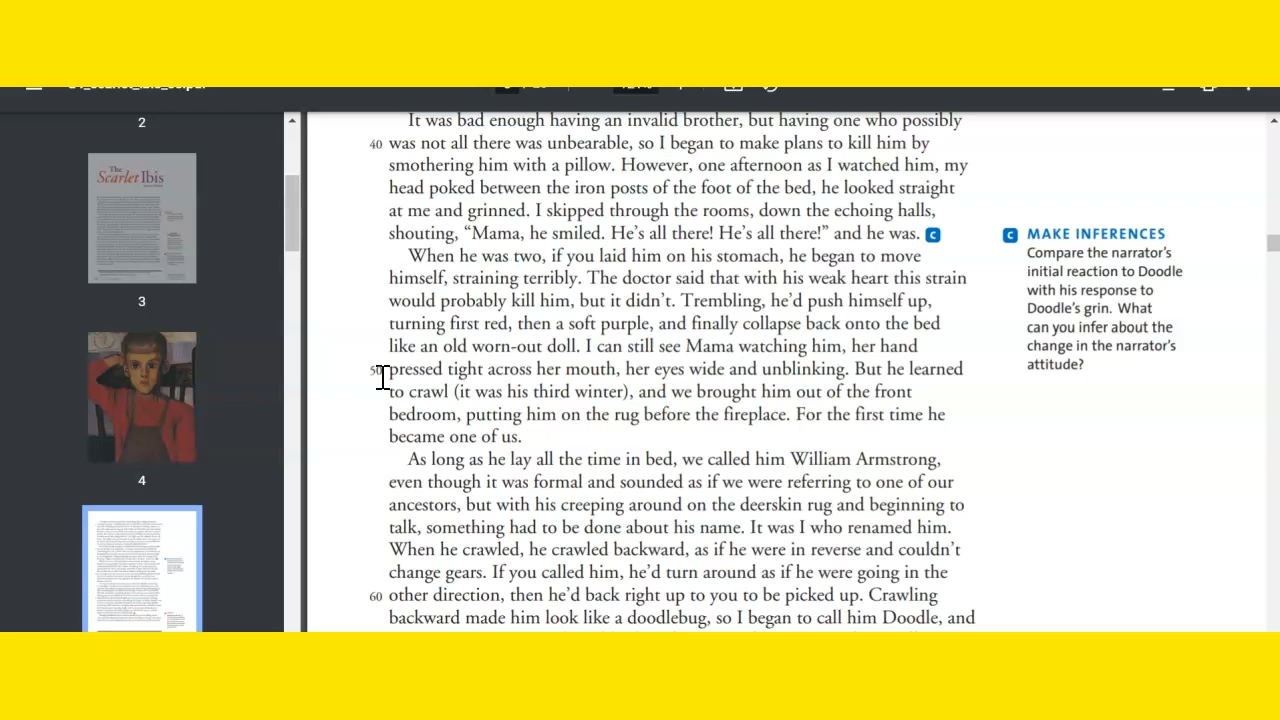 2
The
Scarlet Ibis
3
4
It was bad enough having an invalid brother, but having one who possibly
40 was not all there was unbearable, so I began to make plans to kill him by
smothering him with a pillow. However, one afternoon as I watched him, my
head poked between the iron posts of the foot of the bed, he looked straight
at me and grinned. I skipped through the rooms, down the echoing halls,
shouting, “Mama, he smiled. He’s all there! He’s all there!” and he was. C
When he was two, if you laid him on his stomach, he began to move
himself, straining terribly. The doctor said that with his weak heart this strain
would probably kill him, but it didn’t. Trembling, he’d push himself up,
turning first red, then a soft purple, and finally collapse back onto the bed
like an old worn-out doll. I can still see Mama watching him, her hand
50 pressed tight across her mouth, her eyes wide and unblinking. But he learned
to crawl (it was his third winter), and we brought him out of the front
bedroom, putting him on the rug before the fireplace. For the first time he
became one of us.
As long as he lay all the time in bed, we called him William Armstrong,
even though it was formal and sounded as if we were referring to one of our
ancestors, but with his creeping around on the deerskin rug and beginning to
talk, something had to be done about his name. It was I who renamed him.
When he crawled, he crawled backward, as if he were in reverse and couldn’t
change gears. If you called him, he’d turn around as if he were going in the
60 other direction, then he’d back right up to you to be picked up. Crawling
backward made him look like a doodlebug, so I began to call him Doodle, and
C MAKE INFERENCES
Compare the narrator’s
initial reaction to Doodle
with his response to
Doodle’s grin. What
can you infer about the
change in the narrator’s
attitude?